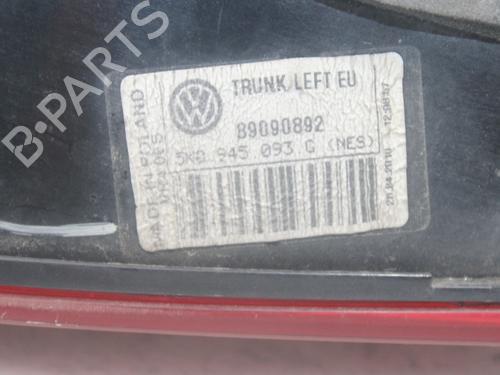 TRUNK LEFT EU
89090892
5K0 945 093 G (NES)
MADE IN POLAND
B-PARTS